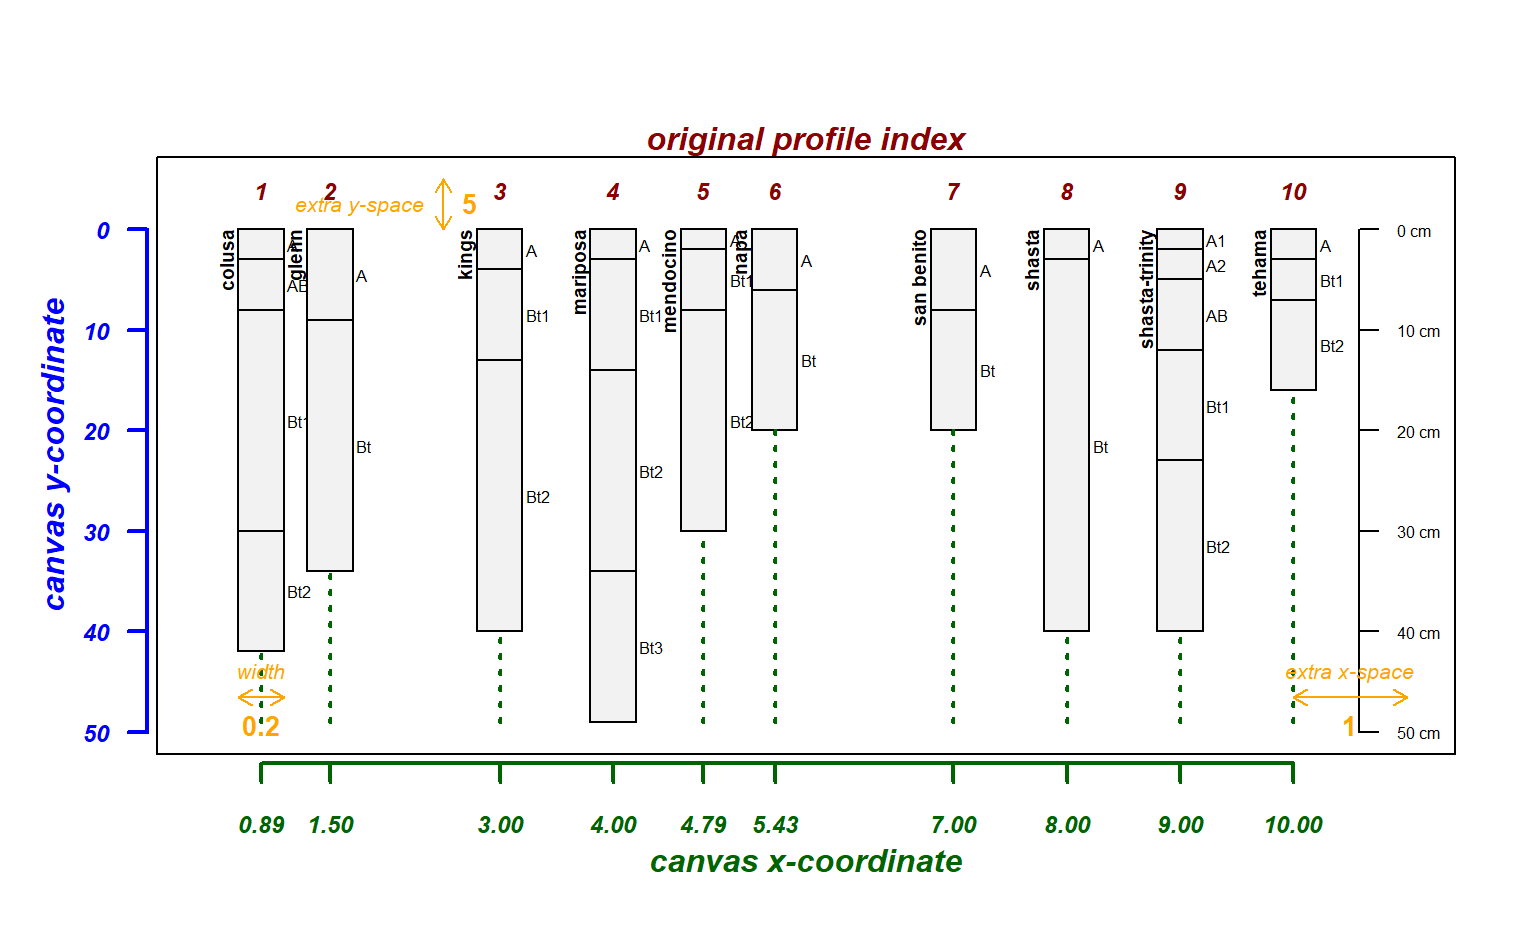 original profile index
1 2 3 4 5 6 7 8 9 10
extra y-space 5
canvas y-coordinate
0
10
20
30
40
50
colusa
A
AB
Bt1
Bt2
glenn
A
Bt
kings
A
Bt1
Bt2
mariposa
A
Bt1
Bt2
Bt3
mendocino
A
Bt1
Bt2
napa
A
Bt
san benito
A
Bt
shasta
A
Bt
shasta-trinity
A1
A2
AB
Bt1
Bt2
tehama
A
Bt1
Bt2
0 cm
10 cm
20 cm
30 cm
40 cm
50 cm
width
0.2
extra x-space
1
0.89 1.50 3.00 4.00 4.79 5.43 7.00 8.00 9.00 10.00
canvas x-coordinate